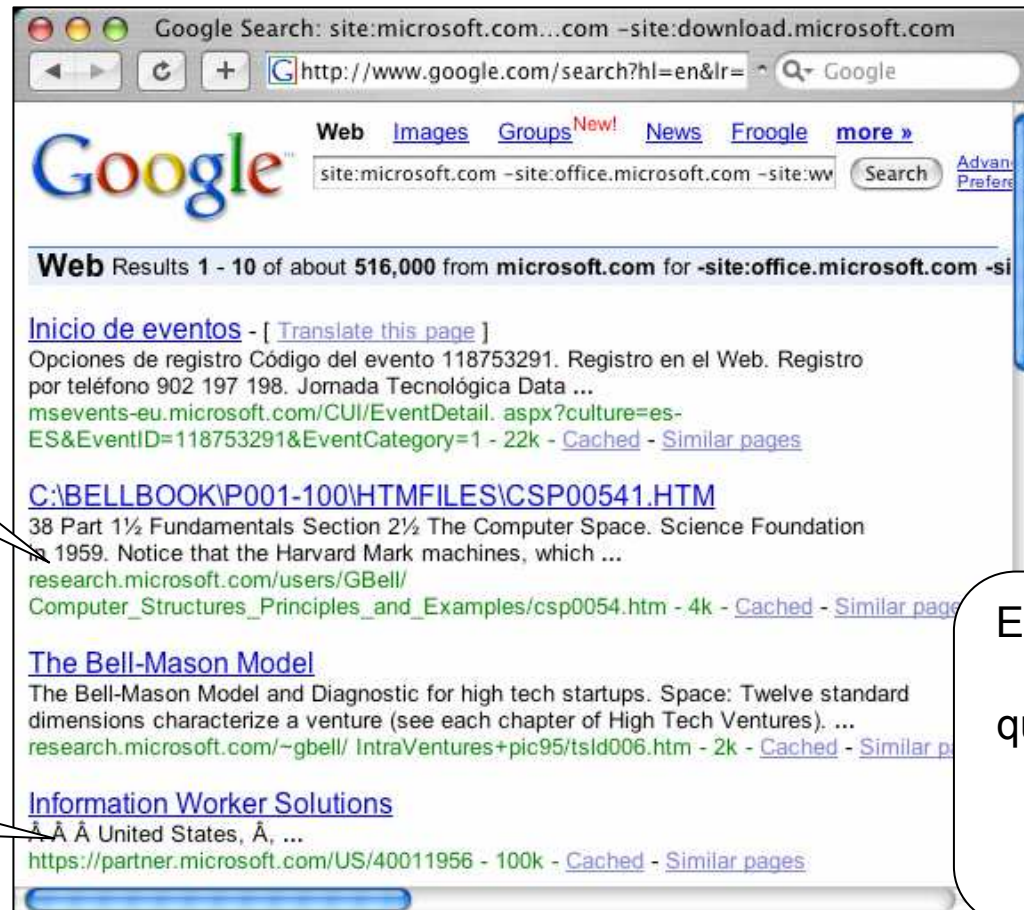 Google Search: site:microsoft.com...com -site:download.microsoft.com
http://www.google.com/search?hl=en&lr=
Google
Google™
Web Images Groups New! News Froogle more »
site:microsoft.com -site:office.microsoft.com -site:
Search
Web Results 1 - 10 of about 516,000 from microsoft.com for -site:office.microsoft.com
Inicio de eventos - [ Translate this page ]
Opciones de registro Código del evento 118753291. Registro en el Web. Registro
por teléfono 902 197 198. Jornada Tecnológica Data ...
msevents-eu.microsoft.com/CUI/EventDetail. aspx?culture=es-
ES&EventID=118753291&EventCategory=1 - 22k - Cached - Similar pages
C:\BELLBOOK\P001-100\HTMFILES\CSP00541.HTM
38 Part 1½ Fundamentals Section 2½ The Computer Space. Science Foundation
in 1959. Notice that the Harvard Mark machines, which ...
research.microsoft.com/users/GBell/
Computer_Structures_Principles_and_Examples/csp0054.htm - 4k - Cached - Similar page
The Bell-Mason Model
The Bell-Mason Model and Diagnostic for high tech startups. Space: Twelve standard
dimensions characterize a venture (see each chapter of High Tech Ventures). ...
research.microsoft.com/~gbell/ IntraVentures+pic95/tsld006.htm - 2k - Cached - Similar
Information Worker Solutions
Â Â Â United States, Â, ...
https://partner.microsoft.com/US/40011956 - 100k - Cached - Similar pages